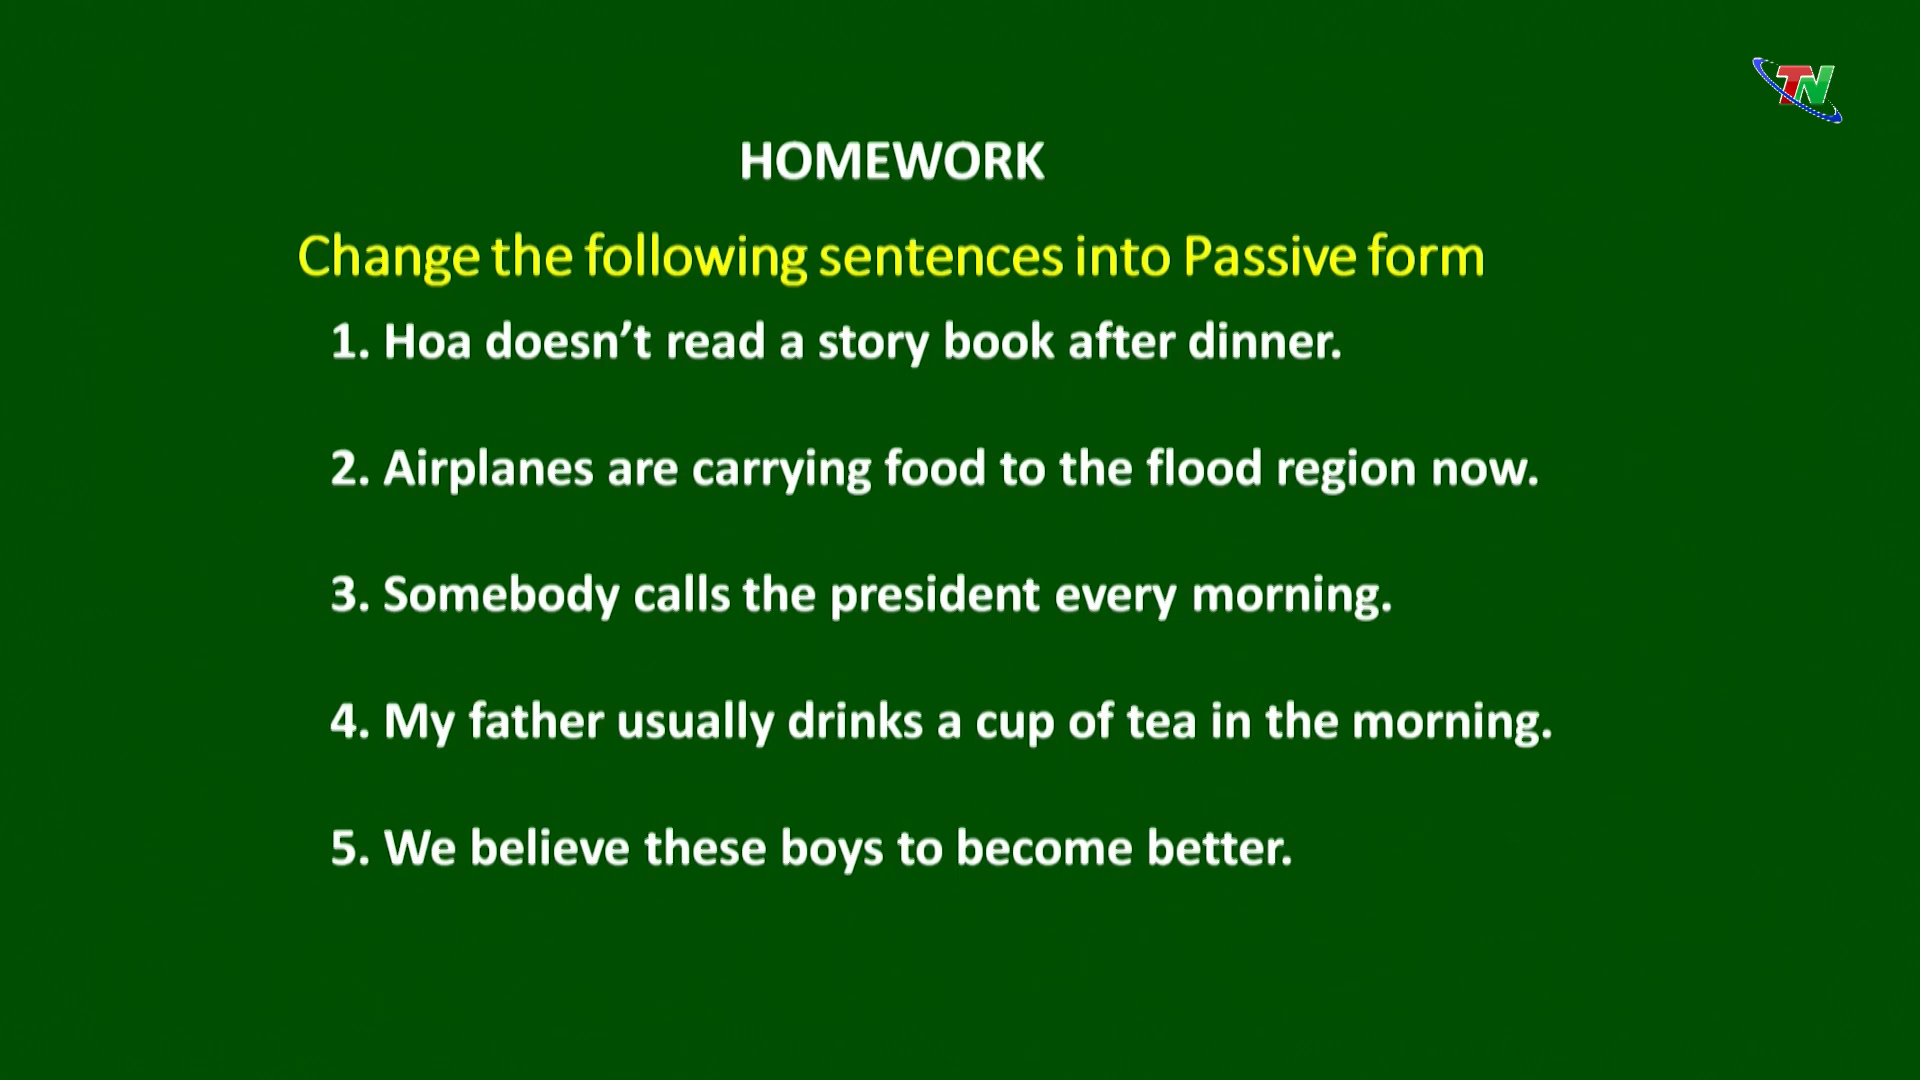 TN
HOMEWORK
Change the following sentences into Passive form
1. Hoa doesn’t read a story book after dinner.
2. Airplanes are carrying food to the flood region now.
3. Somebody calls the president every morning.
4. My father usually drinks a cup of tea in the morning.
5. We believe these boys to become better.